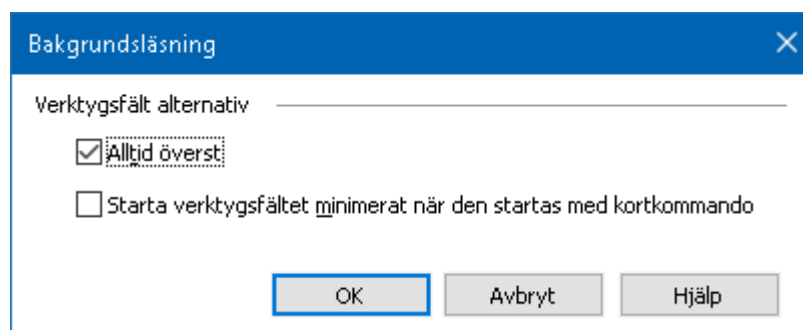 Bakgrundsläsning
Verktygsfält alternativ
Alltid överst
Starta verktygsfältet minimerat när den startas med kortkommando
OK Avbryt Hjälp